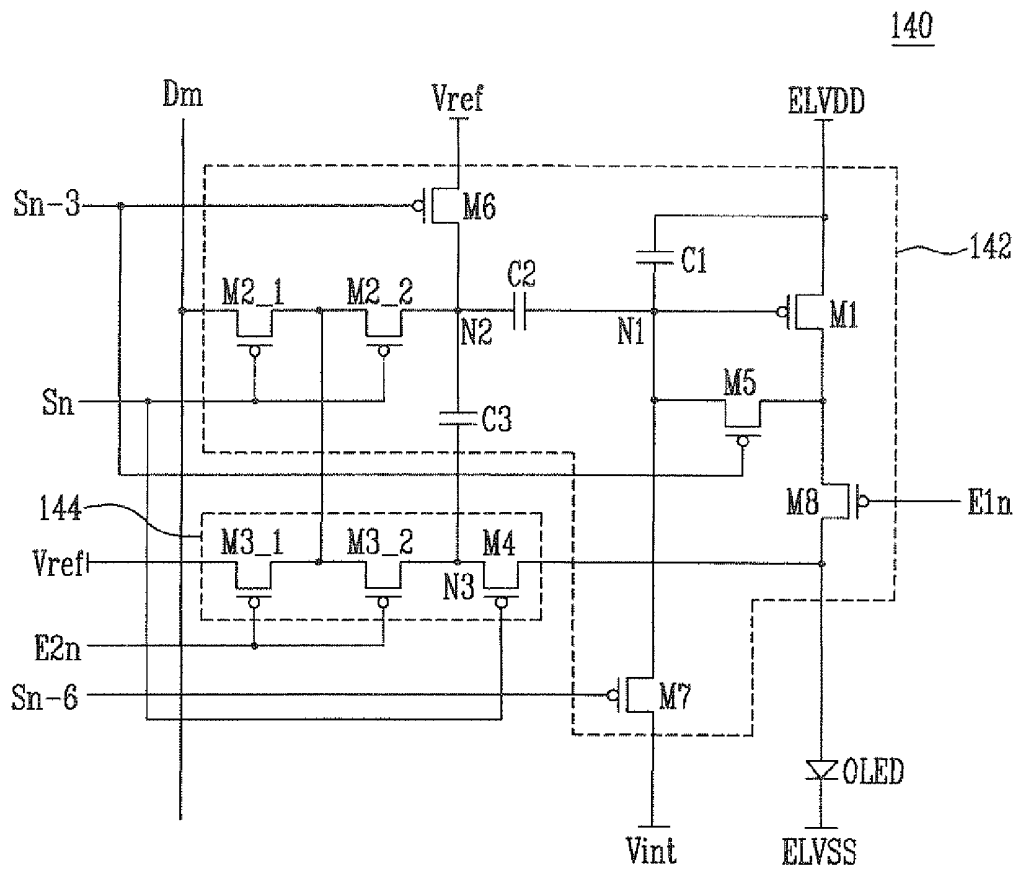 140
Dm
Vref
ELVDD
Sn-3
M6
142
C2
C1
M2_1
M2_2
N2
N1
M1
M5
Sn
C3
M8
E1n
144
M3_1
M3_2
M4
Vref
N3
E2n
Sn-6
M7
OLED
Vint
ELVSS